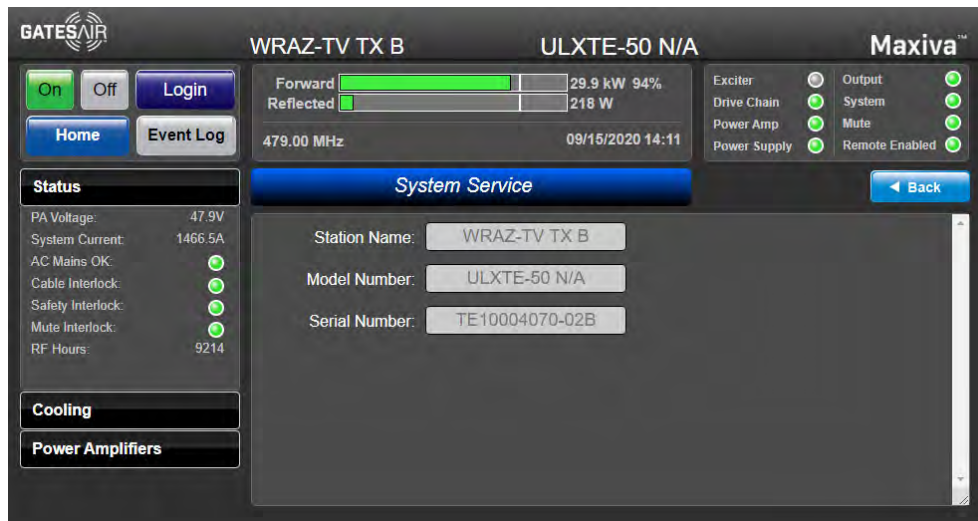 GATESAIR
WRAZ-TV TX B ULXTE-50 N/A Maxiva™
On Off Login
Home Event Log
Forward 29.9 kW 94%
Reflected 218 W
479.00 MHz 09/15/2020 14:11
Exciter Output
Drive Chain System
Power Amp Mute
Power Supply Remote Enabled
Status
PA Voltage: 47.9V
System Current: 1466.5A
AC Mains OK:
Cable Interlock:
Safety Interlock:
Mute Interlock:
RF Hours: 9214
Cooling
Power Amplifiers
System Service
Back
Station Name: WRAZ-TV TX B
Model Number: ULXTE-50 N/A
Serial Number: TE10004070-02B